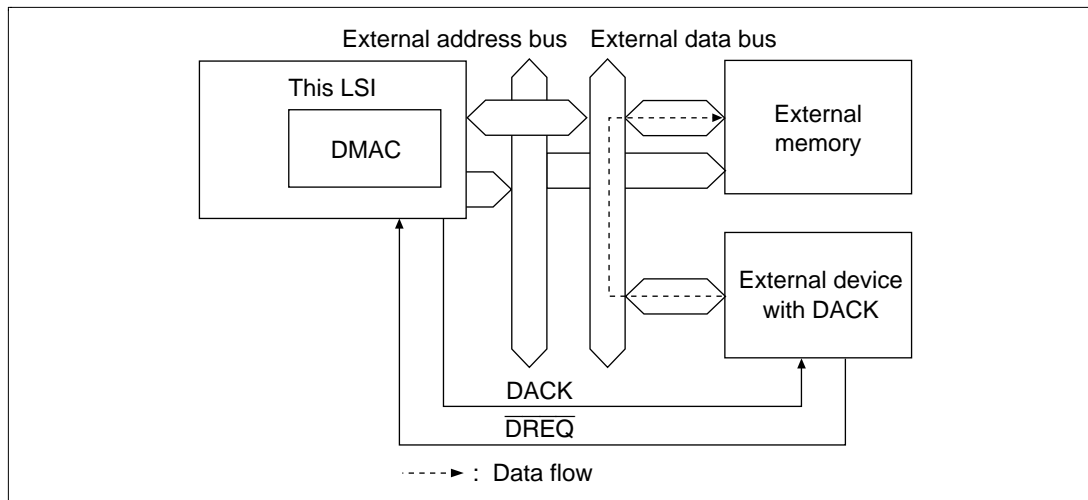 External address bus
External data bus
This LSI
DMAC
External
memory
External device
with DACK
DACK
DREQ
: Data flow